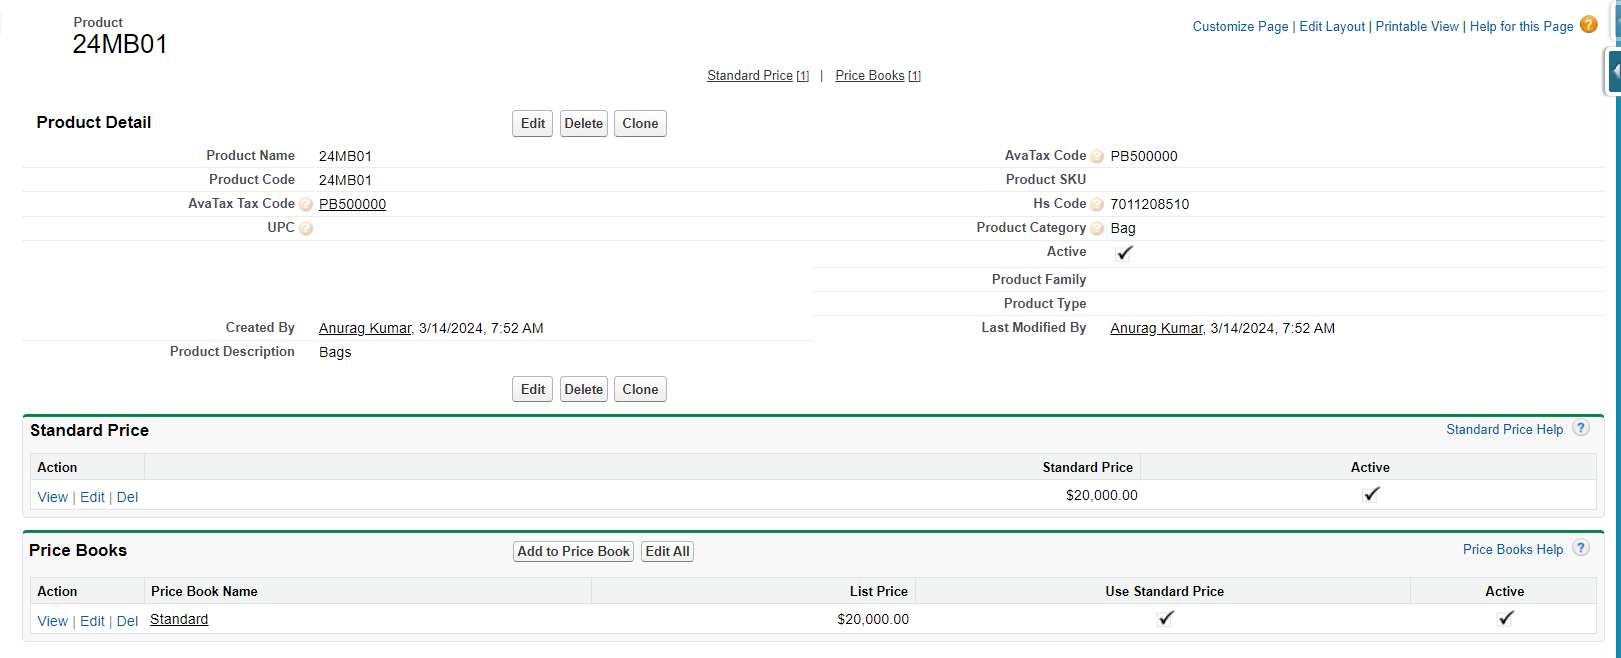 Product
24MB01
Customize Page | Edit Layout | Printable View | Help for this Page ?
Standard Price [1] | Price Books [1]
Product Detail Edit Delete Clone
Product Name 24MB01 AvaTax Code ? PB500000
Product Code 24MB01 Product SKU
AvaTax Tax Code ? PB500000 Hs Code ? 7011208510
UPC ? Product Category ? Bag
Active
Product Family
Product Type
Created By Anurag Kumar, 3/14/2024, 7:52 AM Last Modified By Anurag Kumar, 3/14/2024, 7:52 AM
Product Description Bags
Edit Delete Clone
Standard Price Standard Price Help ?
Action Standard Price Active
View | Edit | Del $20,000.00
Price Books Add to Price Book Edit All Price Books Help ?
Action Price Book Name List Price Use Standard Price Active
View | Edit | Del Standard $20,000.00